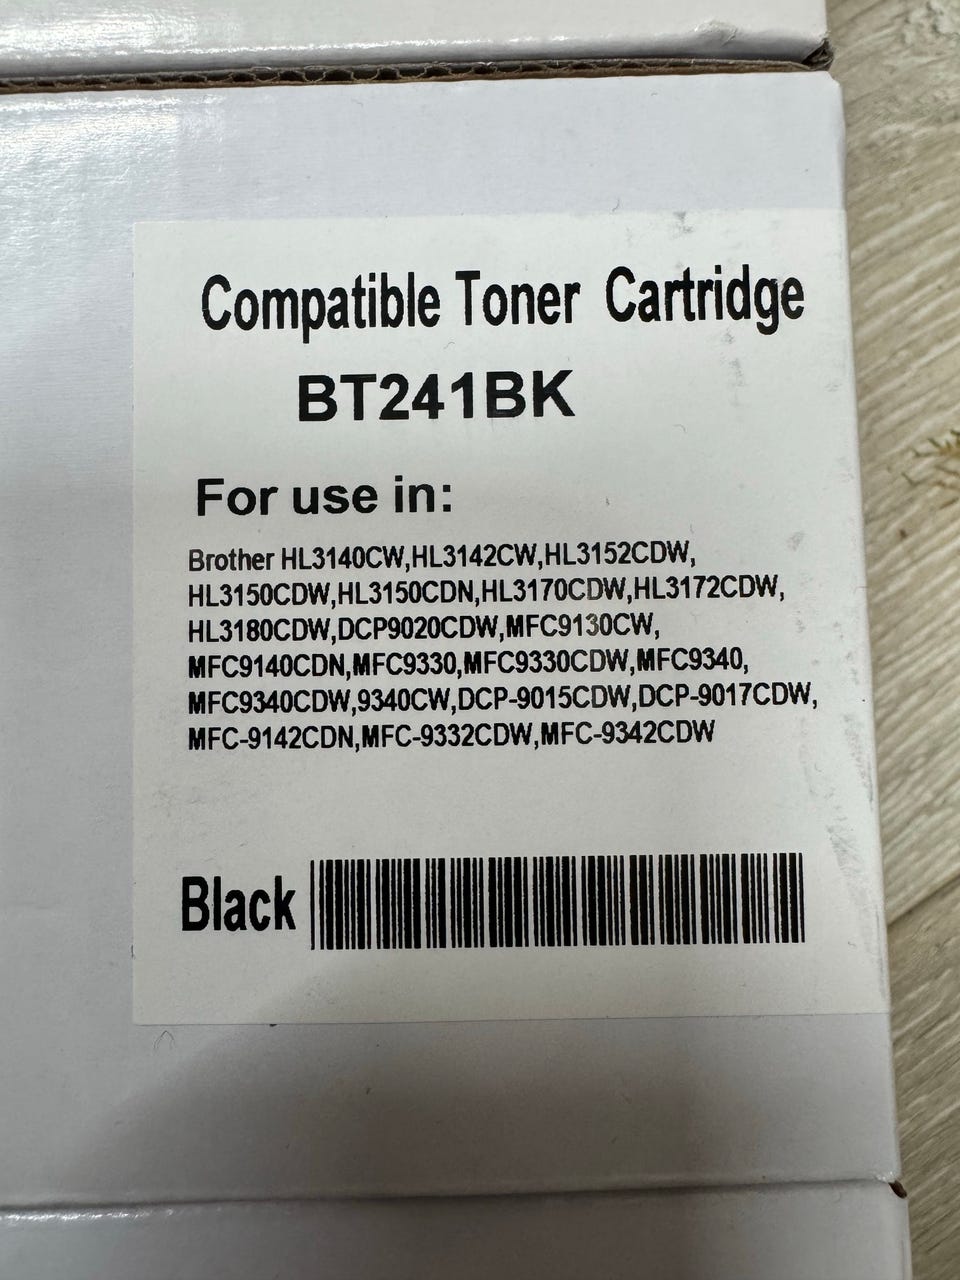 Compatible Toner Cartridge
BT241BK
For use in:
Brother HL3140CW,HL3142CW,HL3152CDW,
HL3150CDW,HL3150CDN,HL3170CDW,HL3172CDW,
HL3180CDW,DCP9020CDW,MFC9130CW,
MFC9140CDN,MFC9330,MFC9330CDW,MFC9340,
MFC9340CDW,9340CW,DCP-9015CDW,DCP-9017CDW,
MFC-9142CDN,MFC-9332CDW,MFC-9342CDW
Black